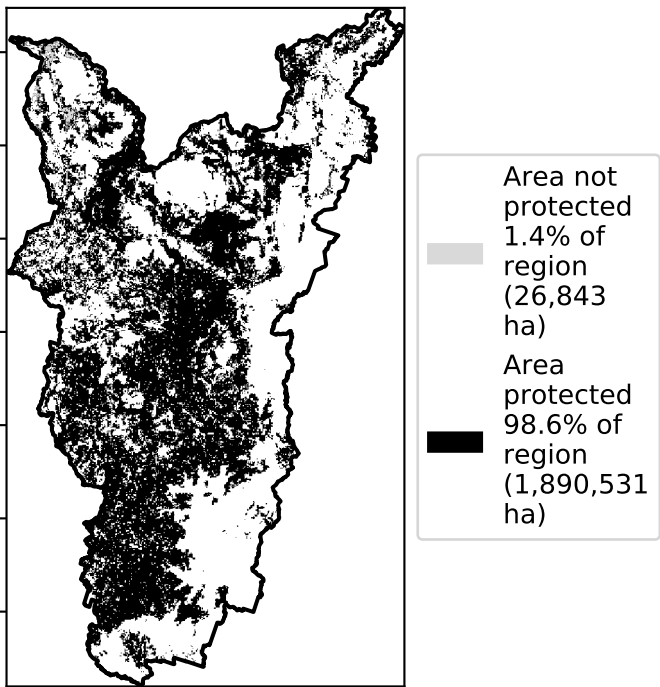 Area not
protected
1.4% of
region
(26,843
ha)
Area
protected
98.6% of
region
(1,890,531
ha)